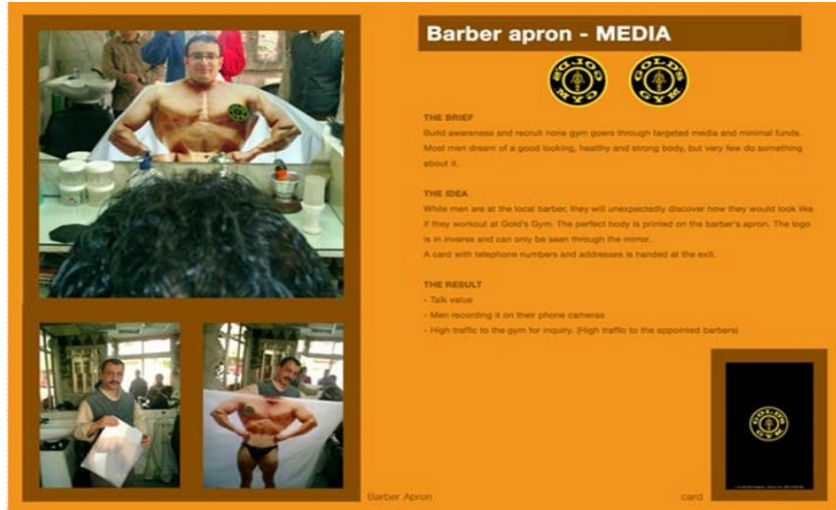 Barber apron - MEDIA
GOLD'S
GYM
GOLD'S
GYM
THE BRIEF
Build awareness and recruit none gym goers through targeted media and minimal funds.
Most men dream of a good looking, healthy and strong body, but very few do something
about it.
THE IDEA
While men are at the local barber, they will unexpectedly discover how they would look like
if they workout at Gold's Gym. The perfect body is printed on the barber's apron. The logo
is in inverse and can only be seen through the mirror.
A card with telephone numbers and addresses is handed at the exit.
THE RESULT
- Talk value
- Men recording it on their phone cameras
- High traffic to the gym for inquiry. (High traffic to the appointed barbers)
GOLD'S
GYM
Barber Apron
card